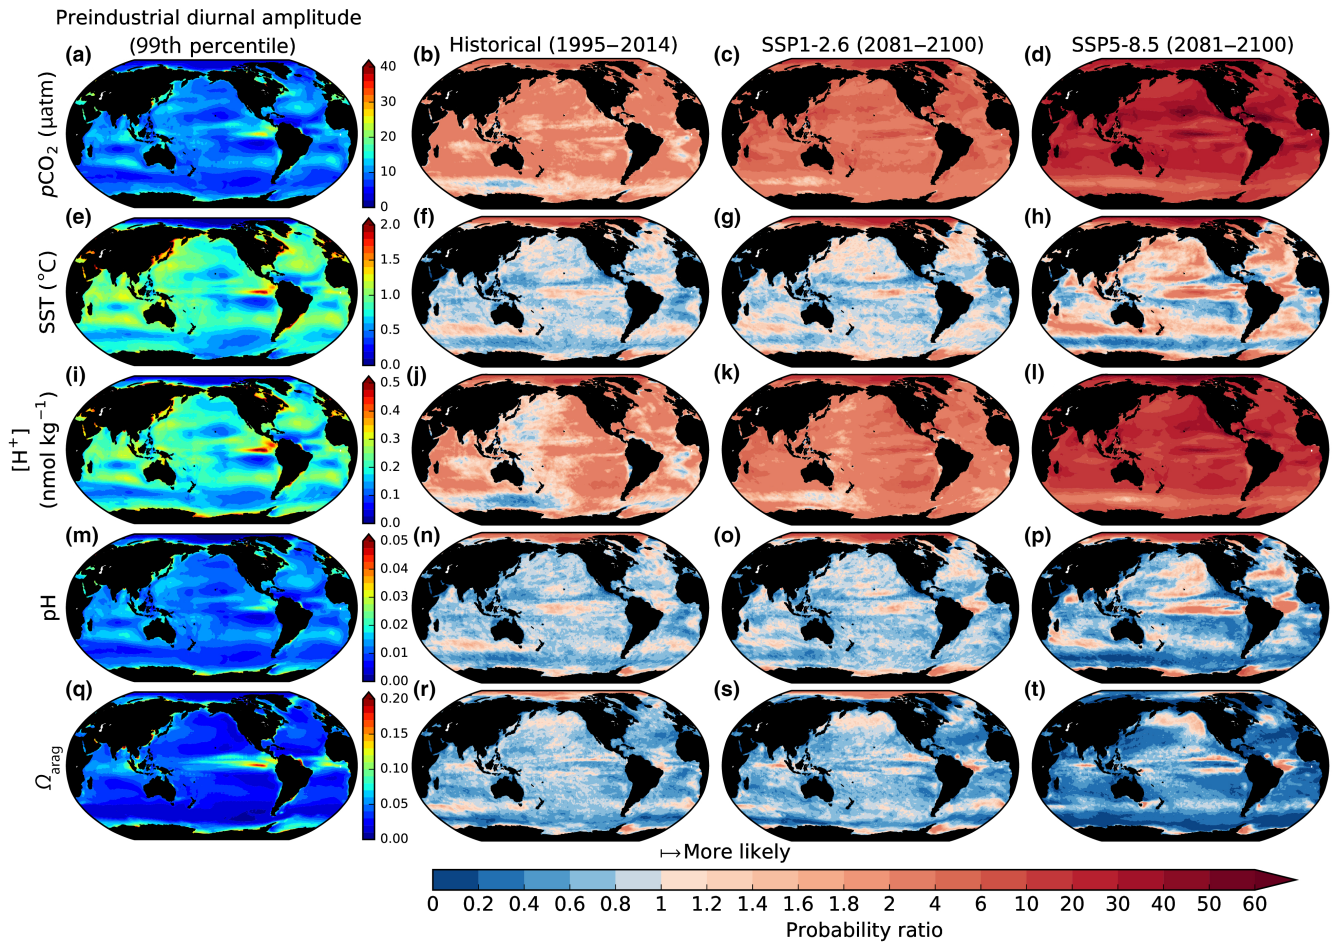 Preindustrial diurnal amplitude
(99th percentile)
Historical (1995−2014)
SSP1-2.6 (2081−2100)
SSP5-8.5 (2081−2100)
(a)
(b)
(c)
(d)
pCO2 (µatm)
40
30
20
10
0
(e)
(f)
(g)
(h)
SST (°C)
2.0
1.5
1.0
0.5
0.0
(i)
(j)
(k)
(l)
[H+]
(nmol kg−1)
0.5
0.4
0.3
0.2
0.1
0.0
(m)
(n)
(o)
(p)
pH
0.05
0.04
0.03
0.02
0.01
0.00
(q)
(r)
(s)
(t)
Ωarag
0.20
0.15
0.10
0.05
0.00
↦More likely
0 0.2 0.4 0.6 0.8 1 1.2 1.4 1.6 1.8 2 4 6 10 20 30 40 50 60
Probability ratio